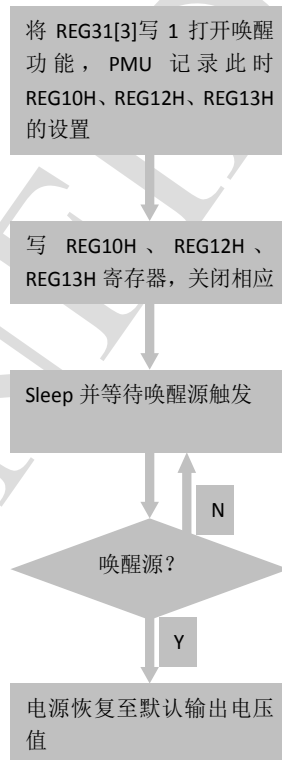 将 REG31[3]写 1 打开唤醒
功能，PMU 记录此时
REG10H、REG12H、REG13H
的设置
写 REG10H、REG12H、
REG13H 寄存器，关闭相应
Sleep 并等待唤醒源触发
N
唤醒源？
Y
电源恢复至默认输出电压
值